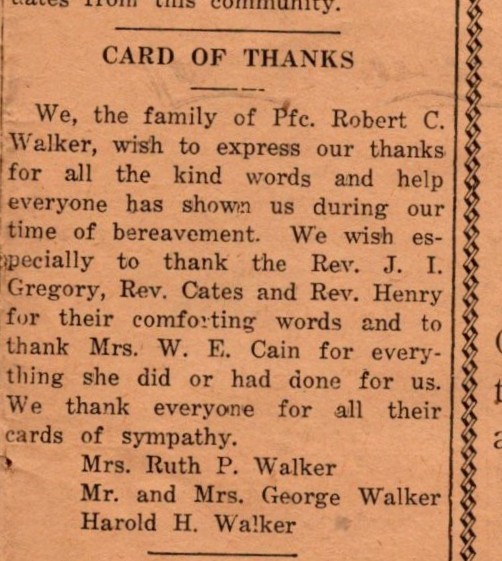 from this community.
CARD OF THANKS
We, the family of Pfc. Robert C.
Walker, wish to express our thanks
for all the kind words and help
everyone has shown us during our
time of bereavement. We wish es-
pecially to thank the Rev. J. I.
Gregory, Rev. Cates and Rev. Henry
for their comforting words and to
thank Mrs. W. E. Cain for every-
thing she did or had done for us.
We thank everyone for all their
cards of sympathy.
Mrs. Ruth P. Walker
Mr. and Mrs. George Walker
Harold H. Walker